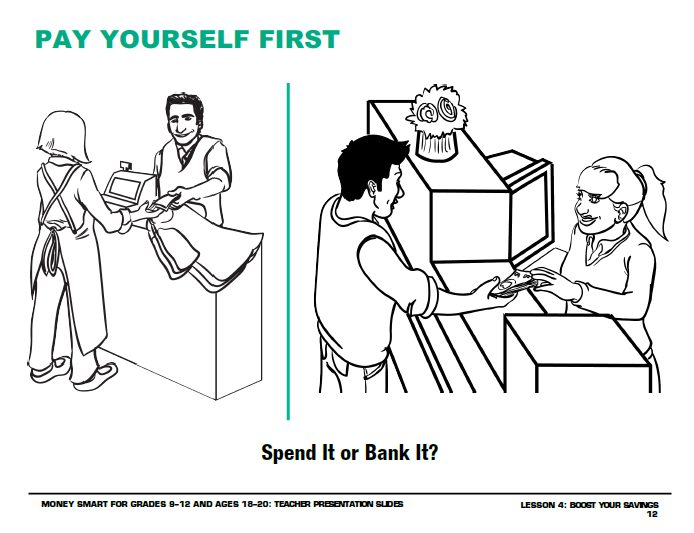 PAY YOURSELF FIRST
Spend It or Bank It?
MONEY SMART FOR GRADES 9–12 AND AGES 18–20: TEACHER PRESENTATION SLIDES
LESSON 4: BOOST YOUR SAVINGS
12